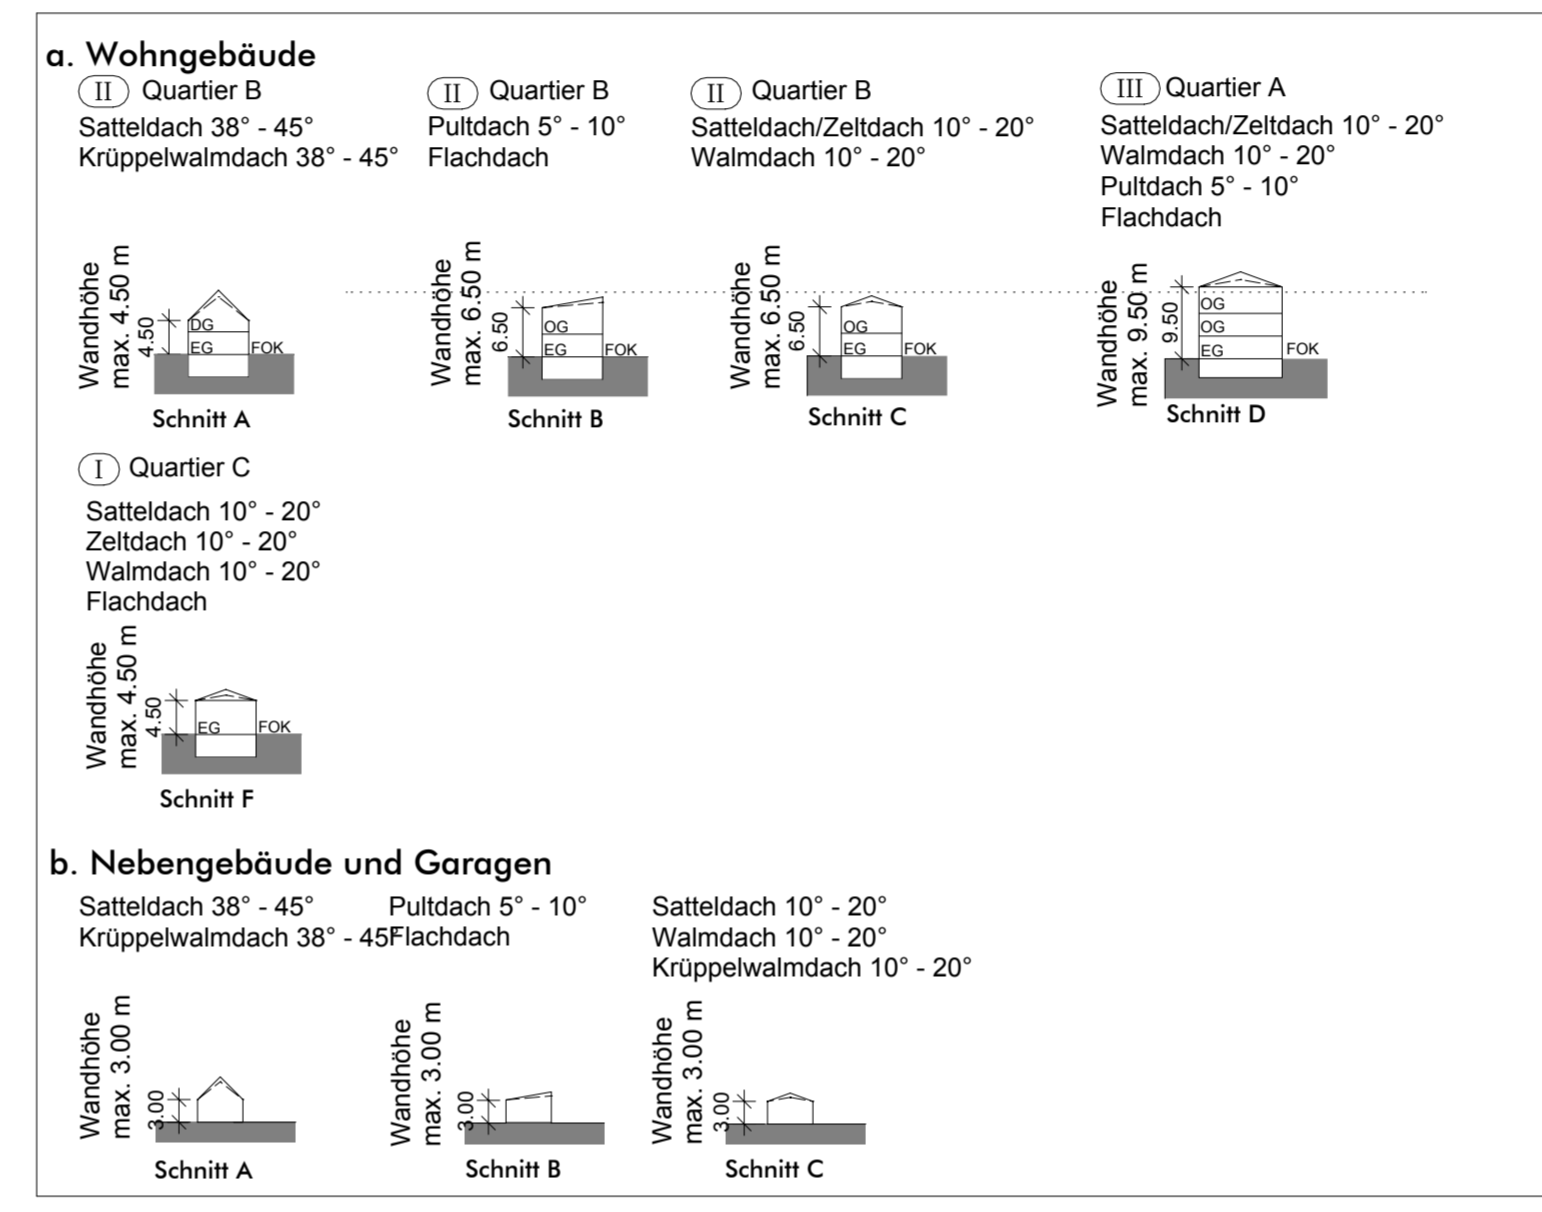 a. Wohngebäude
II Quartier B
Satteldach 38° - 45°
Krüppelwalmdach 38° - 45°
Wandhöhe
max. 4.50 m
4.50
DG
EG
FOK
Schnitt A
II Quartier B
Pultdach 5° - 10°
Flachdach
Wandhöhe
max. 6.50 m
6.50
OG
EG
FOK
Schnitt B
II Quartier B
Satteldach/Zeltdach 10° - 20°
Walmdach 10° - 20°
Wandhöhe
max. 6.50 m
6.50
OG
EG
FOK
Schnitt C
III Quartier A
Satteldach/Zeltdach 10° - 20°
Walmdach 10° - 20°
Pultdach 5° - 10°
Flachdach
Wandhöhe
max. 9.50 m
9.50
OG
OG
EG
FOK
Schnitt D
I Quartier C
Satteldach 10° - 20°
Zeltdach 10° - 20°
Walmdach 10° - 20°
Flachdach
Wandhöhe
max. 4.50 m
4.50
EG
FOK
Schnitt F
b. Nebengebäude und Garagen
Satteldach 38° - 45°
Krüppelwalmdach 38° - 45°
Wandhöhe
max. 3.00 m
3.00
Schnitt A
Pultdach 5° - 10°
Flachdach
Wandhöhe
max. 3.00 m
3.00
Schnitt B
Satteldach 10° - 20°
Walmdach 10° - 20°
Krüppelwalmdach 10° - 20°
Wandhöhe
max. 3.00 m
3.00
Schnitt C